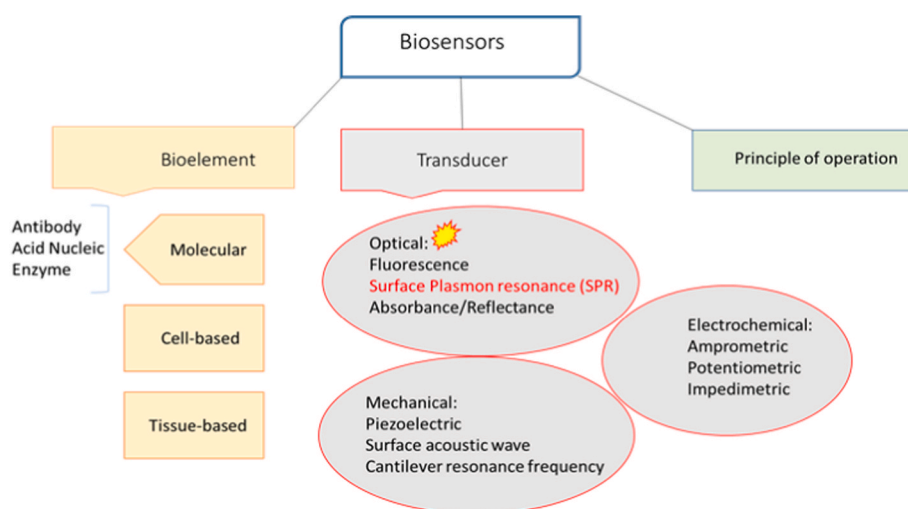 Biosensors
Bioelement
Transducer
Principle of operation
Antibody
Acid Nucleic
Enzyme
Molecular
Cell-based
Tissue-based
Optical:
Fluorescence
Surface Plasmon resonance (SPR)
Absorbance/Reflectance
Electrochemical:
Amprometric
Potentiometric
Impedimetric
Mechanical:
Piezoelectric
Surface acoustic wave
Cantilever resonance frequency